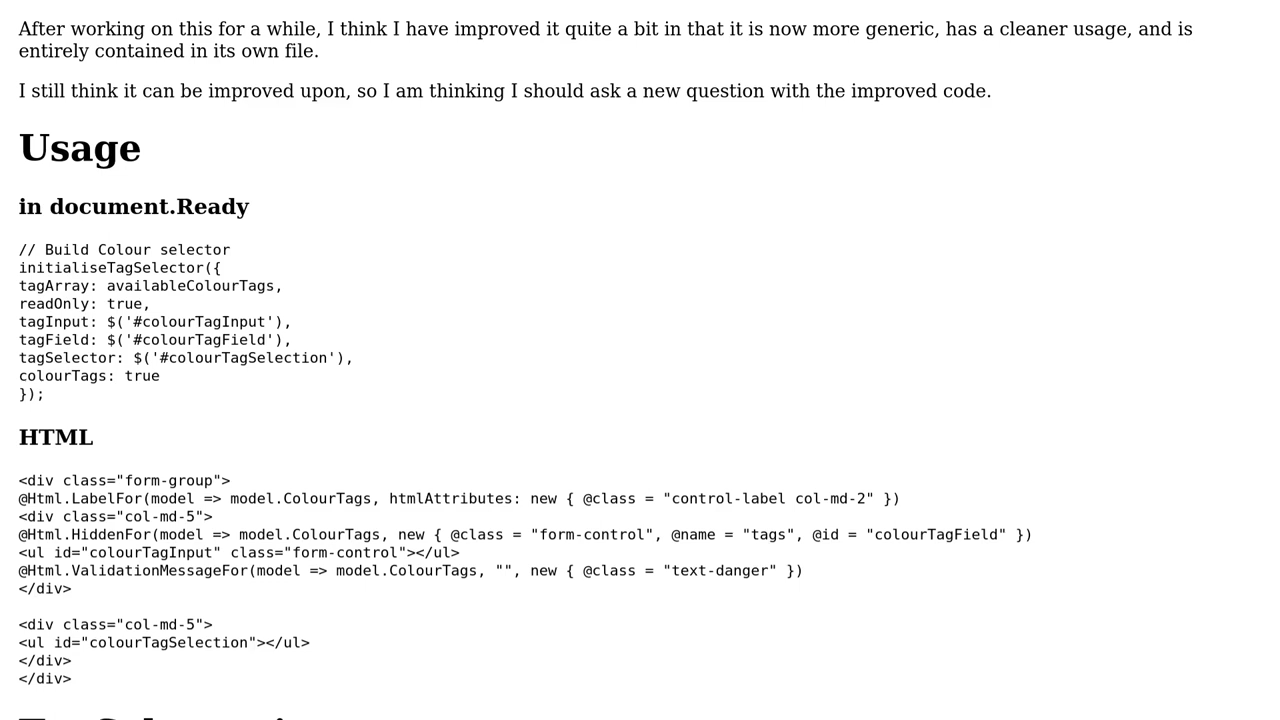 After working on this for a while, I think I have improved it quite a bit in that it is now more generic, has a cleaner usage, and is
entirely contained in its own file.
I still think it can be improved upon, so I am thinking I should ask a new question with the improved code.
Usage
in document.Ready
// Build Colour selector
initialiseTagSelector({
tagArray: availableColourTags,
readOnly: true,
tagInput: $('#colourTagInput'),
tagField: $('#colourTagField'),
tagSelector: $('#colourTagSelection'),
colourTags: true
});
HTML
<div class="form-group">
@Html.LabelFor(model => model.ColourTags, htmlAttributes: new { @class = "control-label col-md-2" })
<div class="col-md-5">
@Html.HiddenFor(model => model.ColourTags, new { @class = "form-control", @name = "tags", @id = "colourTagField" })
<ul id="colourTagInput" class="form-control"></ul>
@Html.ValidationMessageFor(model => model.ColourTags, "", new { @class = "text-danger" })
</div>
<div class="col-md-5">
<ul id="colourTagSelection"></ul>
</div>
</div>